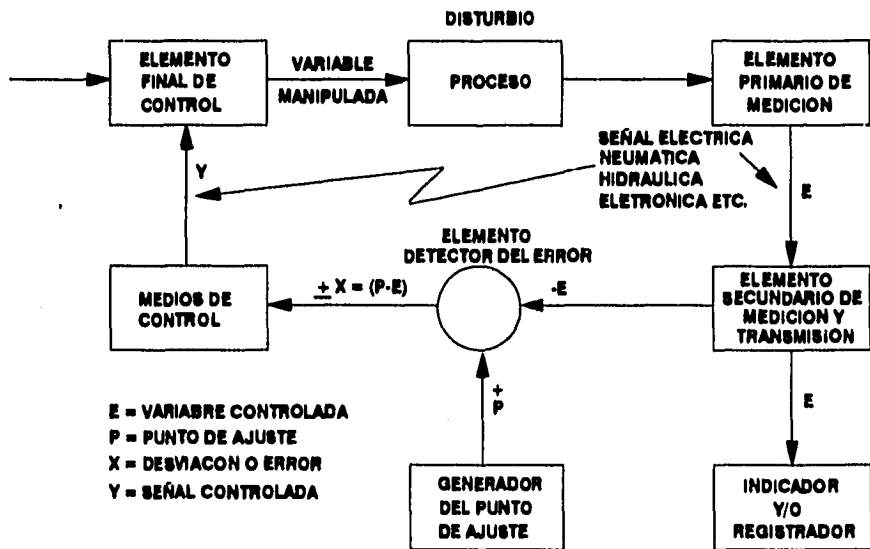 DISTURBIO
ELEMENTO
FINAL DE
CONTROL
VARIABLE
MANIPULADA
PROCESO
ELEMENTO
PRIMARIO DE
MEDICION
SEÑAL ELECTRICA
NEUMATICA
HIDRAULICA
ELETRÓNICA ETC.
Y
E
ELEMENTO
DETECTOR DEL ERROR
MEDIOS DE
CONTROL
± X = (P-E)
-E
ELEMENTO
SECUNDARIO DE
MEDICION Y
TRANSMISIÓN
+
P
E
E = VARIABRE CONTROLADA
P = PUNTO DE AJUSTE
X = DESVIACON O ERROR
Y = SEÑAL CONTROLADA
GENERADOR
DEL PUNTO
DE AJUSTE
INDICADOR
Y/O
REGISTRADOR